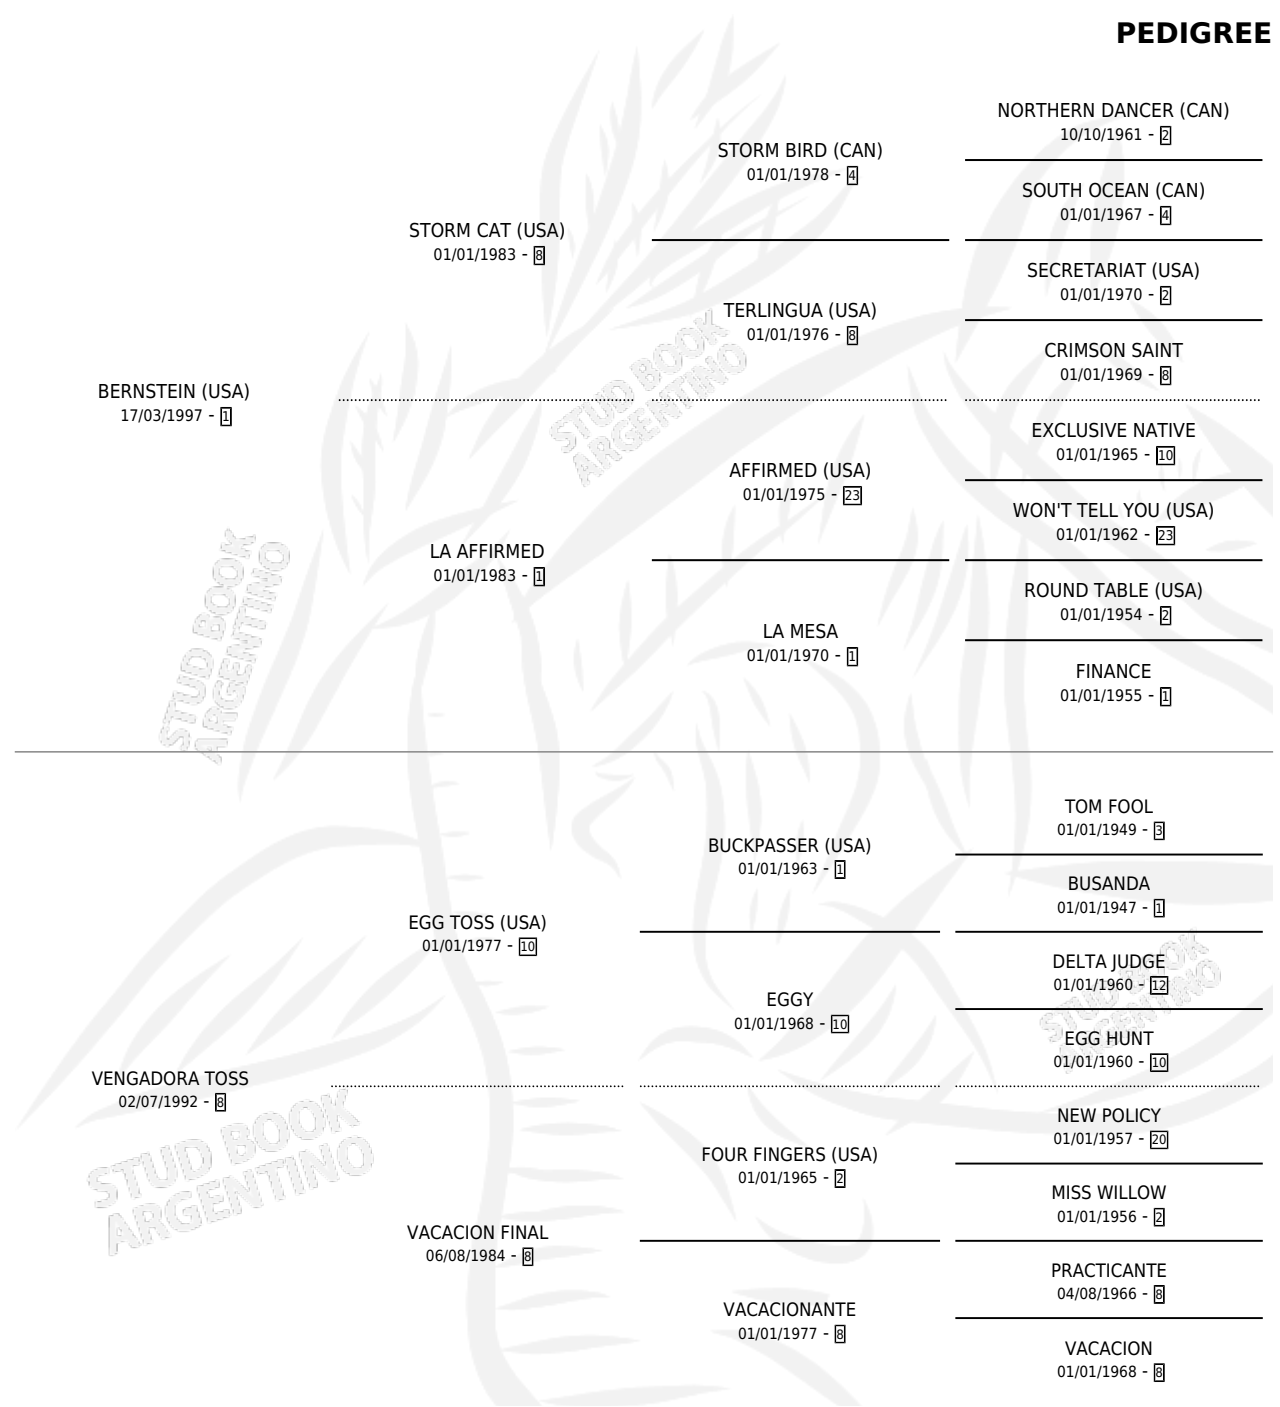 PEDIGREE
NORTHERN DANCER (CAN)
10/10/1961 - 2
STORM BIRD (CAN)
01/01/1978 - 4
SOUTH OCEAN (CAN)
01/01/1967 - 4
STORM CAT (USA)
01/01/1983 - 8
SECRETARIAT (USA)
01/01/1970 - 2
TERLINGUA (USA)
01/01/1976 - 8
CRIMSON SAINT
01/01/1969 - 8
BERNSTEIN (USA)
17/03/1997 - 1
EXCLUSIVE NATIVE
01/01/1965 - 10
AFFIRMED (USA)
01/01/1975 - 23
WON'T TELL YOU (USA)
01/01/1962 - 23
LA AFFIRMED
01/01/1983 - 1
ROUND TABLE (USA)
01/01/1954 - 2
LA MESA
01/01/1970 - 1
FINANCE
01/01/1955 - 1
TOM FOOL
01/01/1949 - 3
BUCKPASSER (USA)
01/01/1963 - 1
BUSANDA
01/01/1947 - 1
EGG TOSS (USA)
01/01/1977 - 10
DELTA JUDGE
01/01/1960 - 12
EGGY
01/01/1968 - 10
EGG HUNT
01/01/1960 - 10
VENGADORA TOSS
02/07/1992 - 8
NEW POLICY
01/01/1957 - 20
FOUR FINGERS (USA)
01/01/1965 - 2
MISS WILLOW
01/01/1956 - 2
VACACION FINAL
06/08/1984 - 8
PRACTICANTE
04/08/1966 - 8
VACACIONANTE
01/01/1977 - 8
VACACION
01/01/1968 - 8
STUD BOOK
ARGENTINO
STUD BOOK
ARGENTINO
STUD BOOK
ARGENTINO
STUD BOOK
ARGENTINO